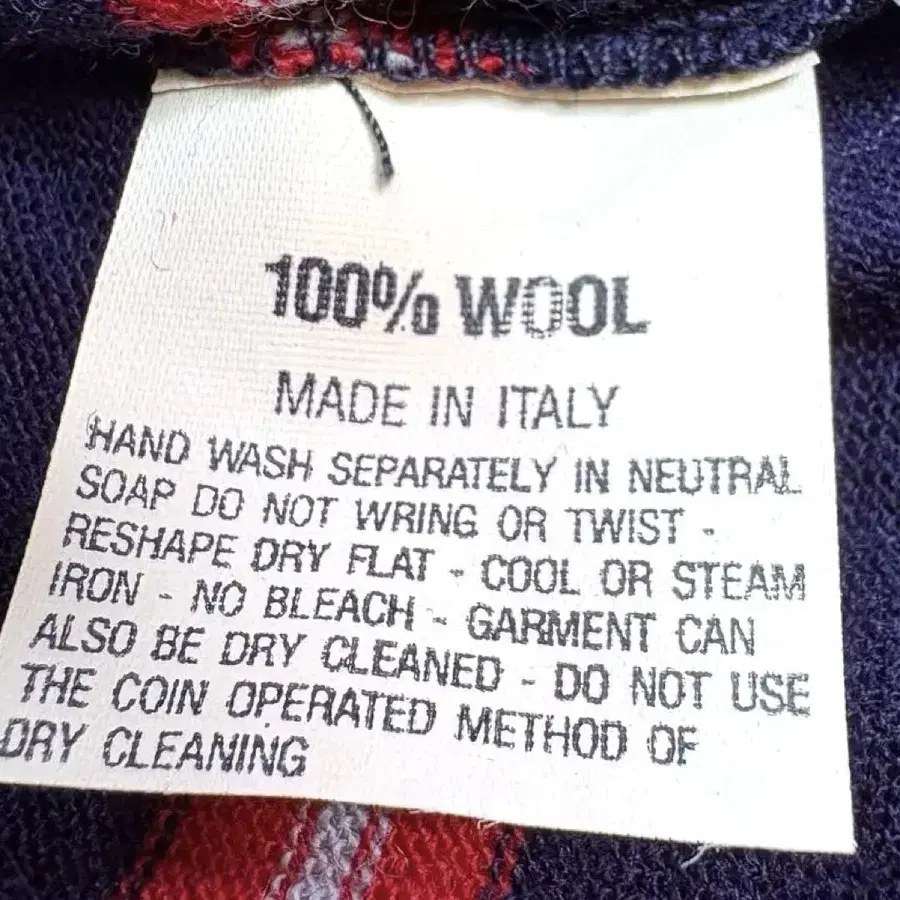 100% WOOL
MADE IN ITALY
HAND WASH SEPARATELY IN NEUTRAL
SOAP DO NOT WRING OR TWIST -
RESHAPE DRY FLAT - COOL OR STEAM
IRON - NO BLEACH - GARMENT CAN
ALSO BE DRY CLEANED - DO NOT USE
THE COIN OPERATED METHOD OF
DRY CLEANING